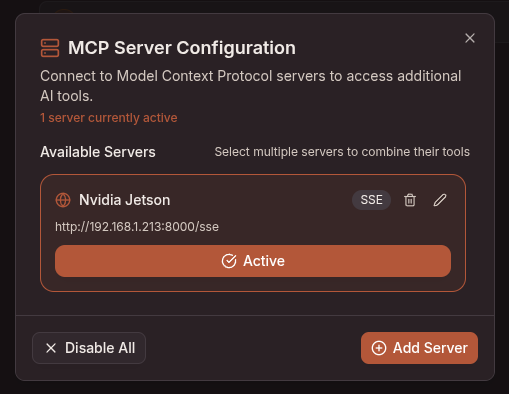 MCP Server Configuration
Connect to Model Context Protocol servers to access additional
AI tools.
1 server currently active
Available Servers
Select multiple servers to combine their tools
Nvidia Jetson
SSE
http://192.168.1.213:8000/sse
Active
Disable All
Add Server